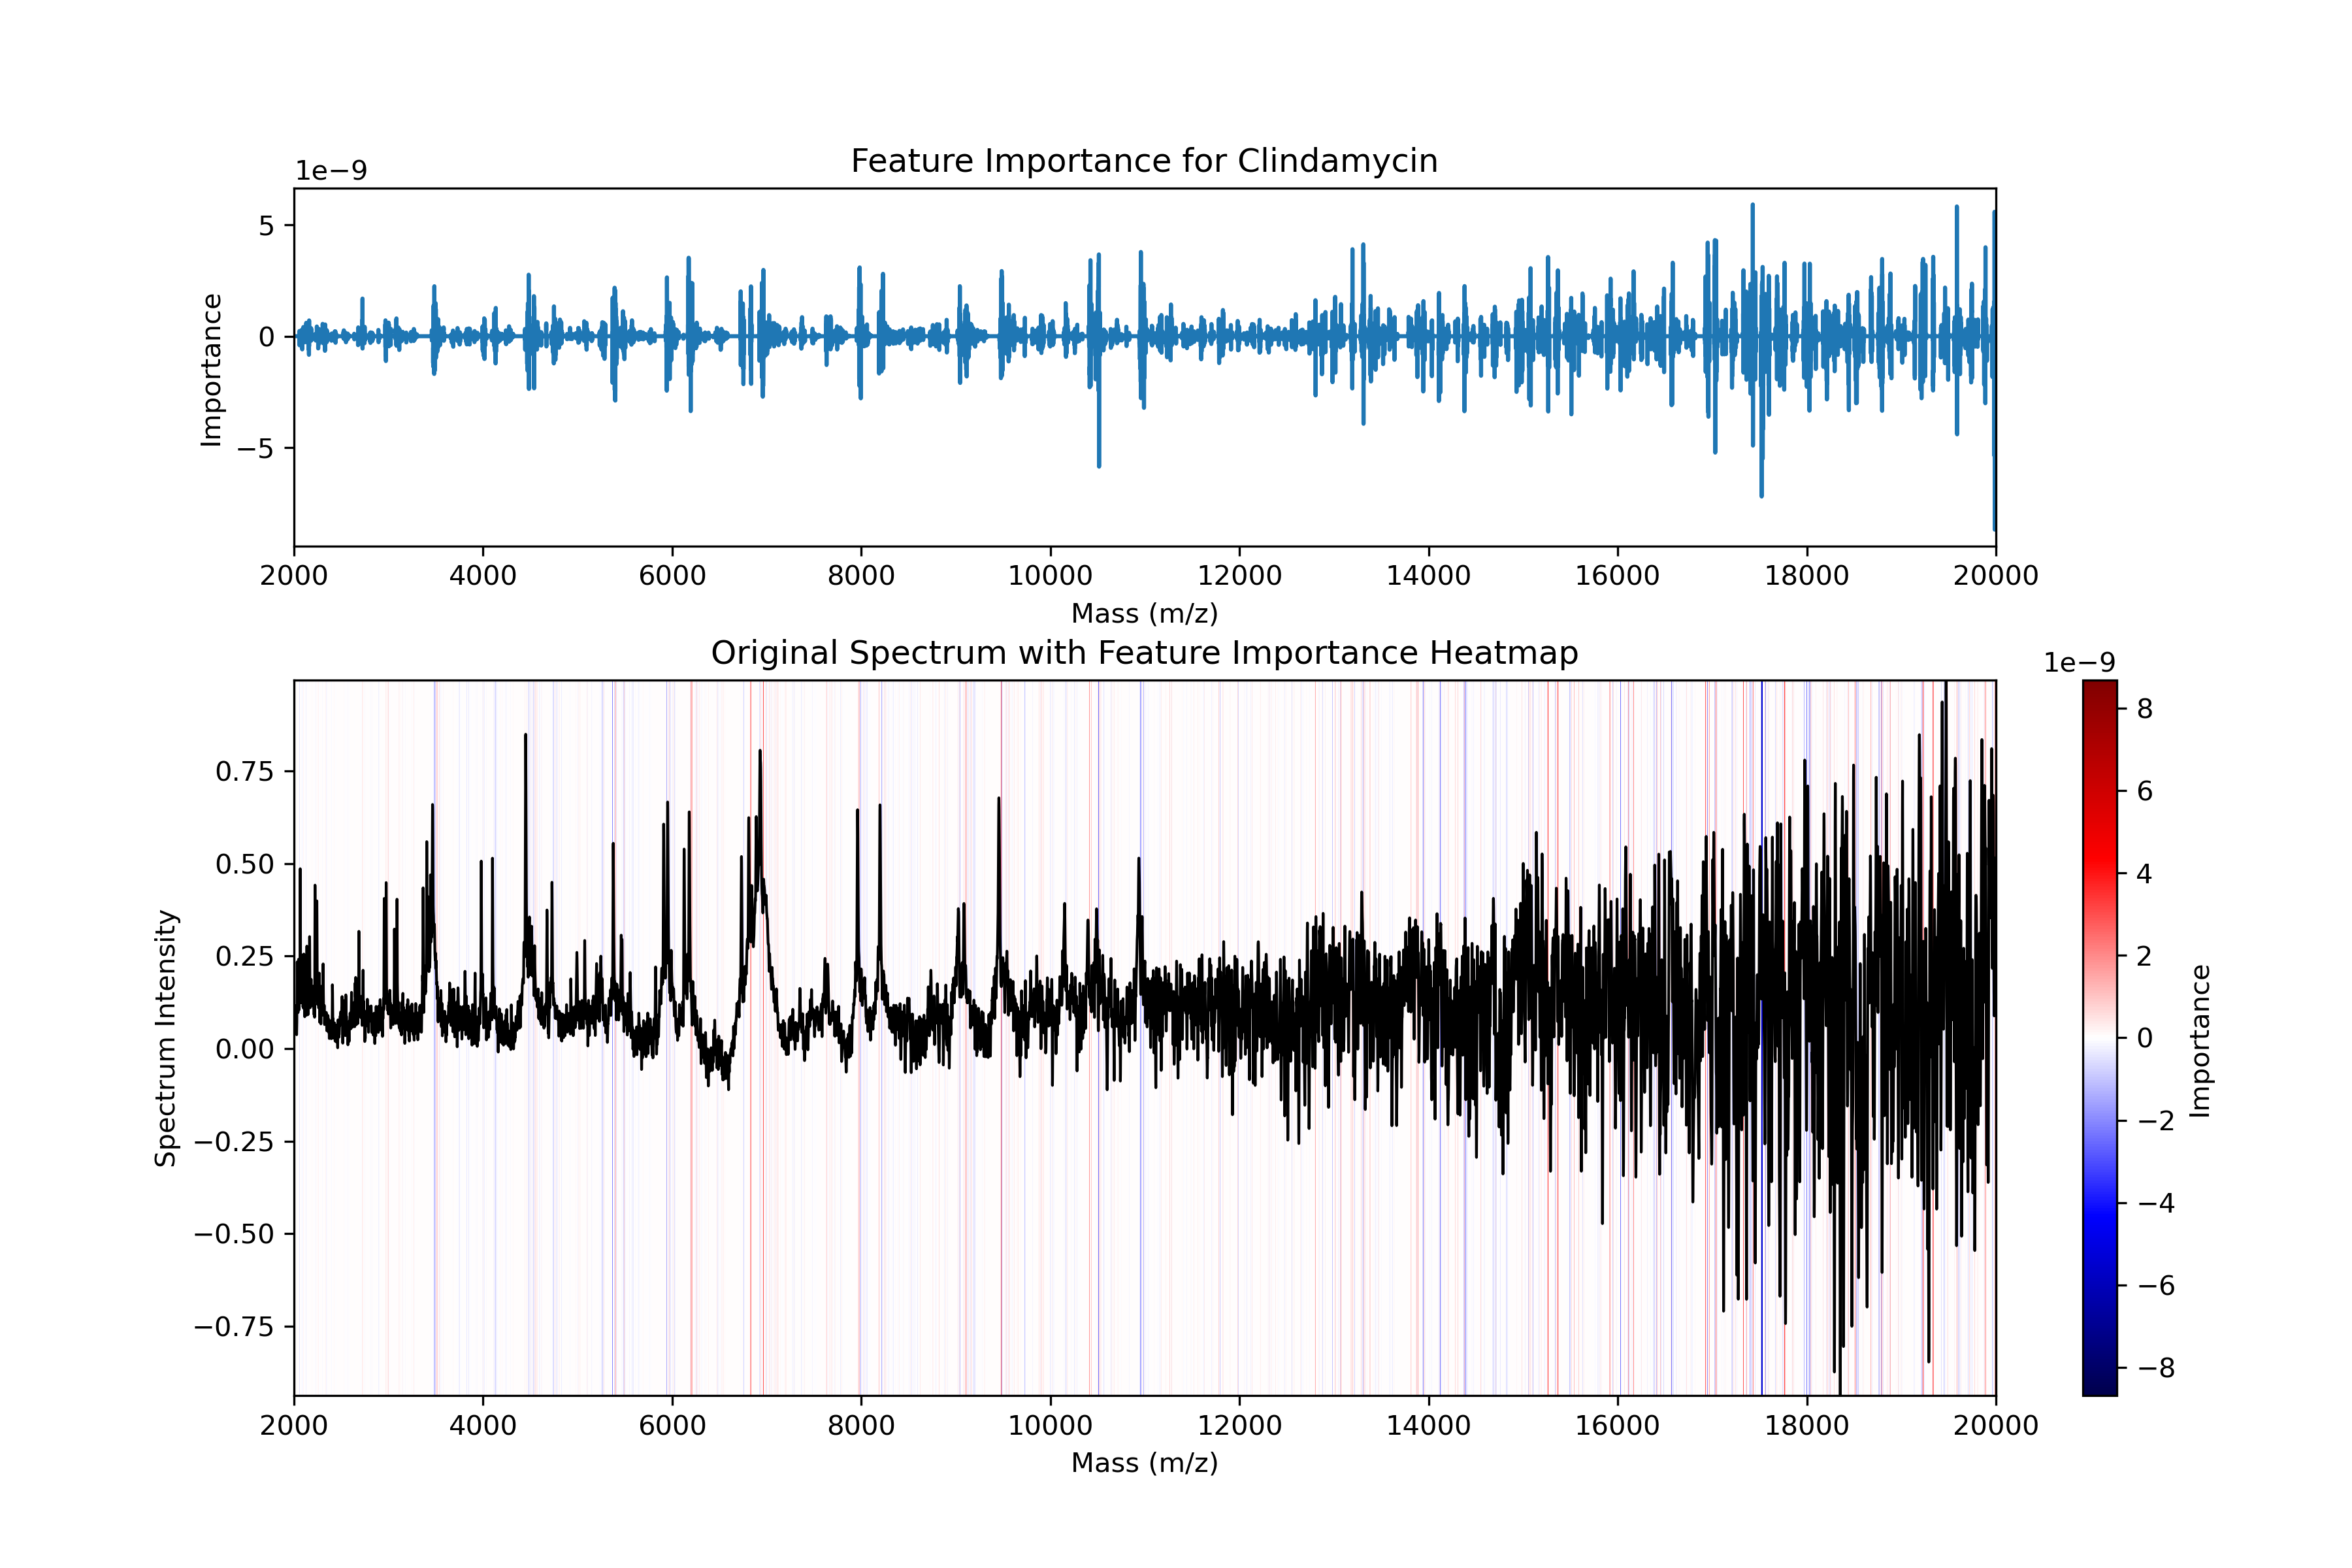 Feature Importance for Clindamycin
1e−9
5
0
−5
Importance
2000 4000 6000 8000 10000 12000 14000 16000 18000 20000
Mass (m/z)
Original Spectrum with Feature Importance Heatmap
0.75
0.50
0.25
0.00
−0.25
−0.50
−0.75
Spectrum Intensity
2000 4000 6000 8000 10000 12000 14000 16000 18000 20000
Mass (m/z)
1e−9
8
6
4
2
0
−2
−4
−6
−8
Importance